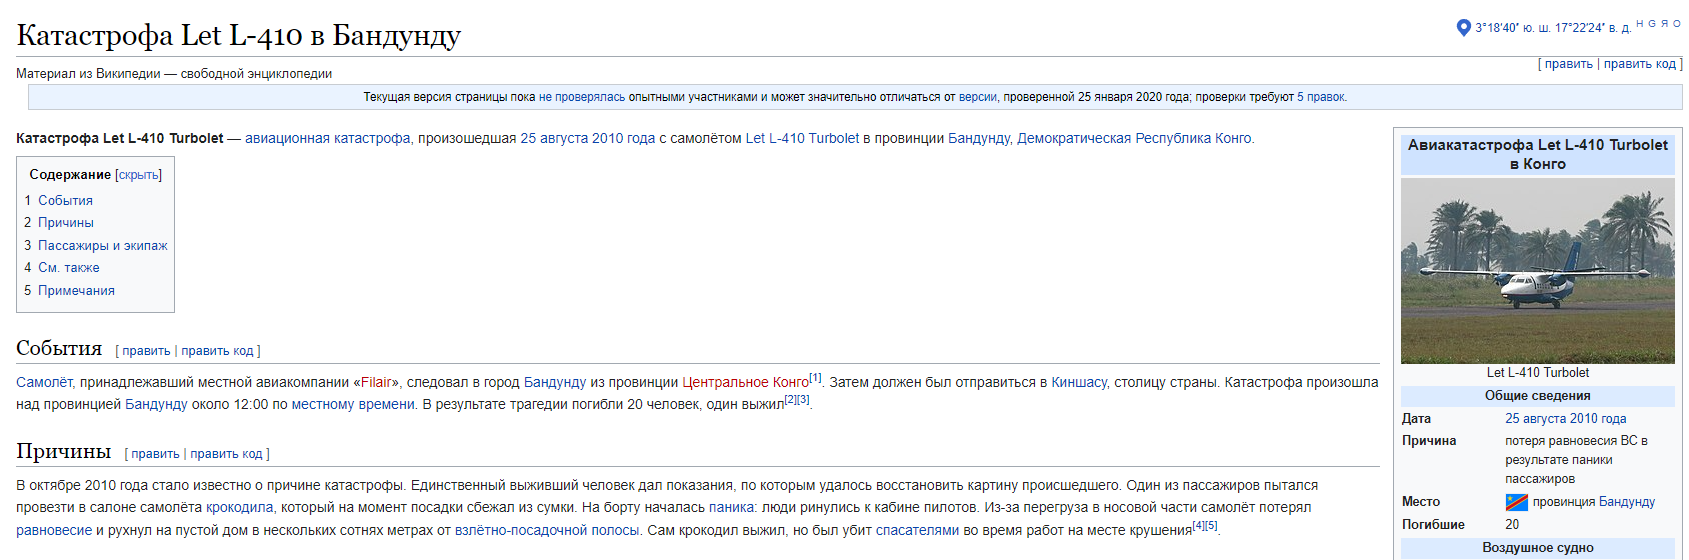 Катастрофа Let L-410 в Бандунду
3°18′40″ ю. ш. 17°22′24″ в. д. H G Я O
[ править | править код ]
Материал из Википедии — свободной энциклопедии
Текущая версия страницы пока не проверялась опытными участниками и может значительно отличаться от версии, проверенной 25 января 2020 года; проверки требуют 5 правок.
Катастрофа Let L-410 Turbolet — авиационная катастрофа, произошедшая 25 августа 2010 года с самолётом Let L-410 Turbolet в провинции Бандунду, Демократическая Республика Конго.
Содержание [скрыть]
1 События
2 Причины
3 Пассажиры и экипаж
4 См. также
5 Примечания
События [ править | править код ]
Самолёт, принадлежавший местной авиакомпании «Filair», следовал в город Бандунду из провинции Центральное Конго[1]. Затем должен был отправиться в Киншасу, столицу страны. Катастрофа произошла
над провинцией Бандунду около 12:00 по местному времени. В результате трагедии погибли 20 человек, один выжил[2][3].
Причины [ править | править код ]
В октябре 2010 года стало известно о причине катастрофы. Единственный выживший человек дал показания, по которым удалось восстановить картину происшедшего. Один из пассажиров пытался
провезти в салоне самолёта крокодила, который на момент посадки сбежал из сумки. На борту началась паника: люди ринулись к кабине пилотов. Из-за перегруза в носовой части самолёт потерял
равновесие и рухнул на пустой дом в нескольких сотнях метрах от взлётно-посадочной полосы. Сам крокодил выжил, но был убит спасателями во время работ на месте крушения[4][5].
Авиакатастрофа Let L-410 Turbolet
в Конго
Let L-410 Turbolet
Общие сведения
Дата 25 августа 2010 года
Причина потеря равновесия ВС в
результате паники
пассажиров
Место провинция Бандунду
Погибшие 20
Воздушное судно